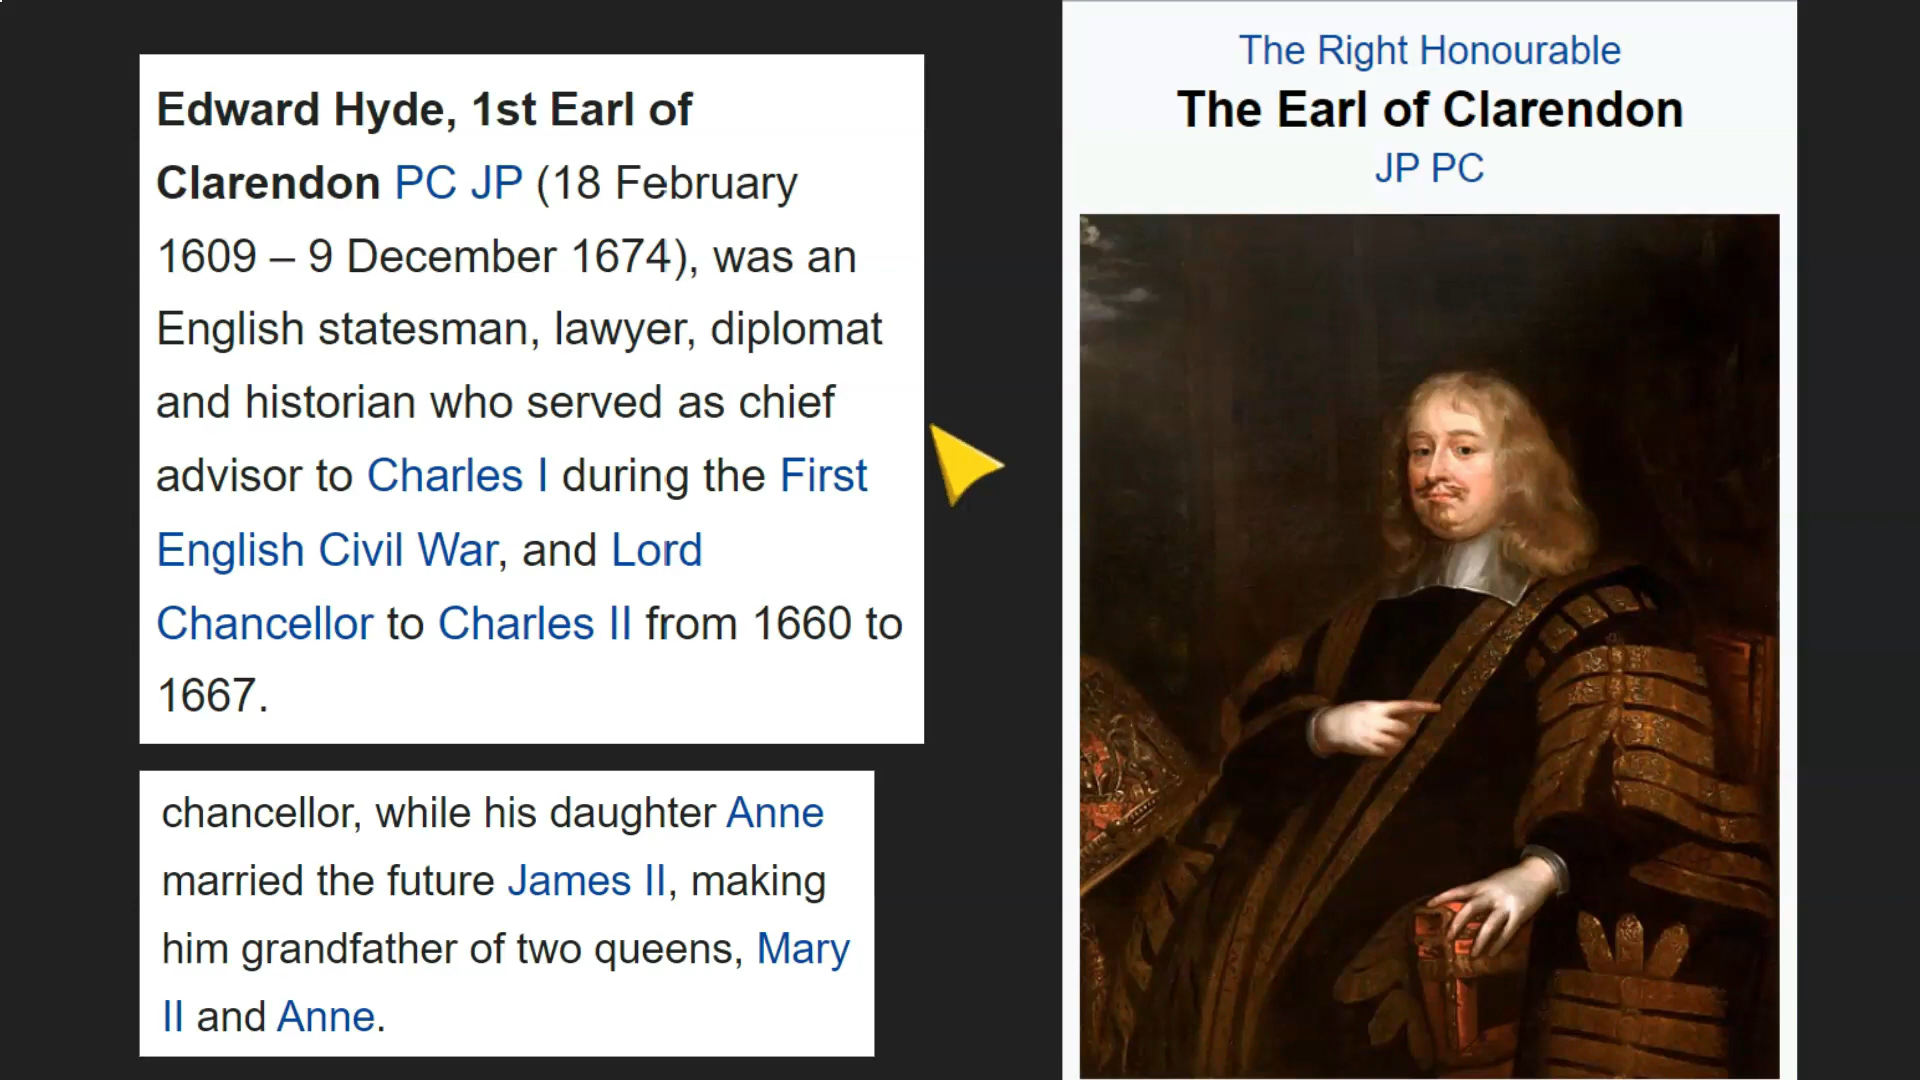 Edward Hyde, 1st Earl of
Clarendon PC JP (18 February
1609 – 9 December 1674), was an
English statesman, lawyer, diplomat
and historian who served as chief
advisor to Charles I during the First
English Civil War, and Lord
Chancellor to Charles II from 1660 to
1667.
chancellor, while his daughter Anne
married the future James II, making
him grandfather of two queens, Mary
II and Anne.
The Right Honourable
The Earl of Clarendon
JP PC